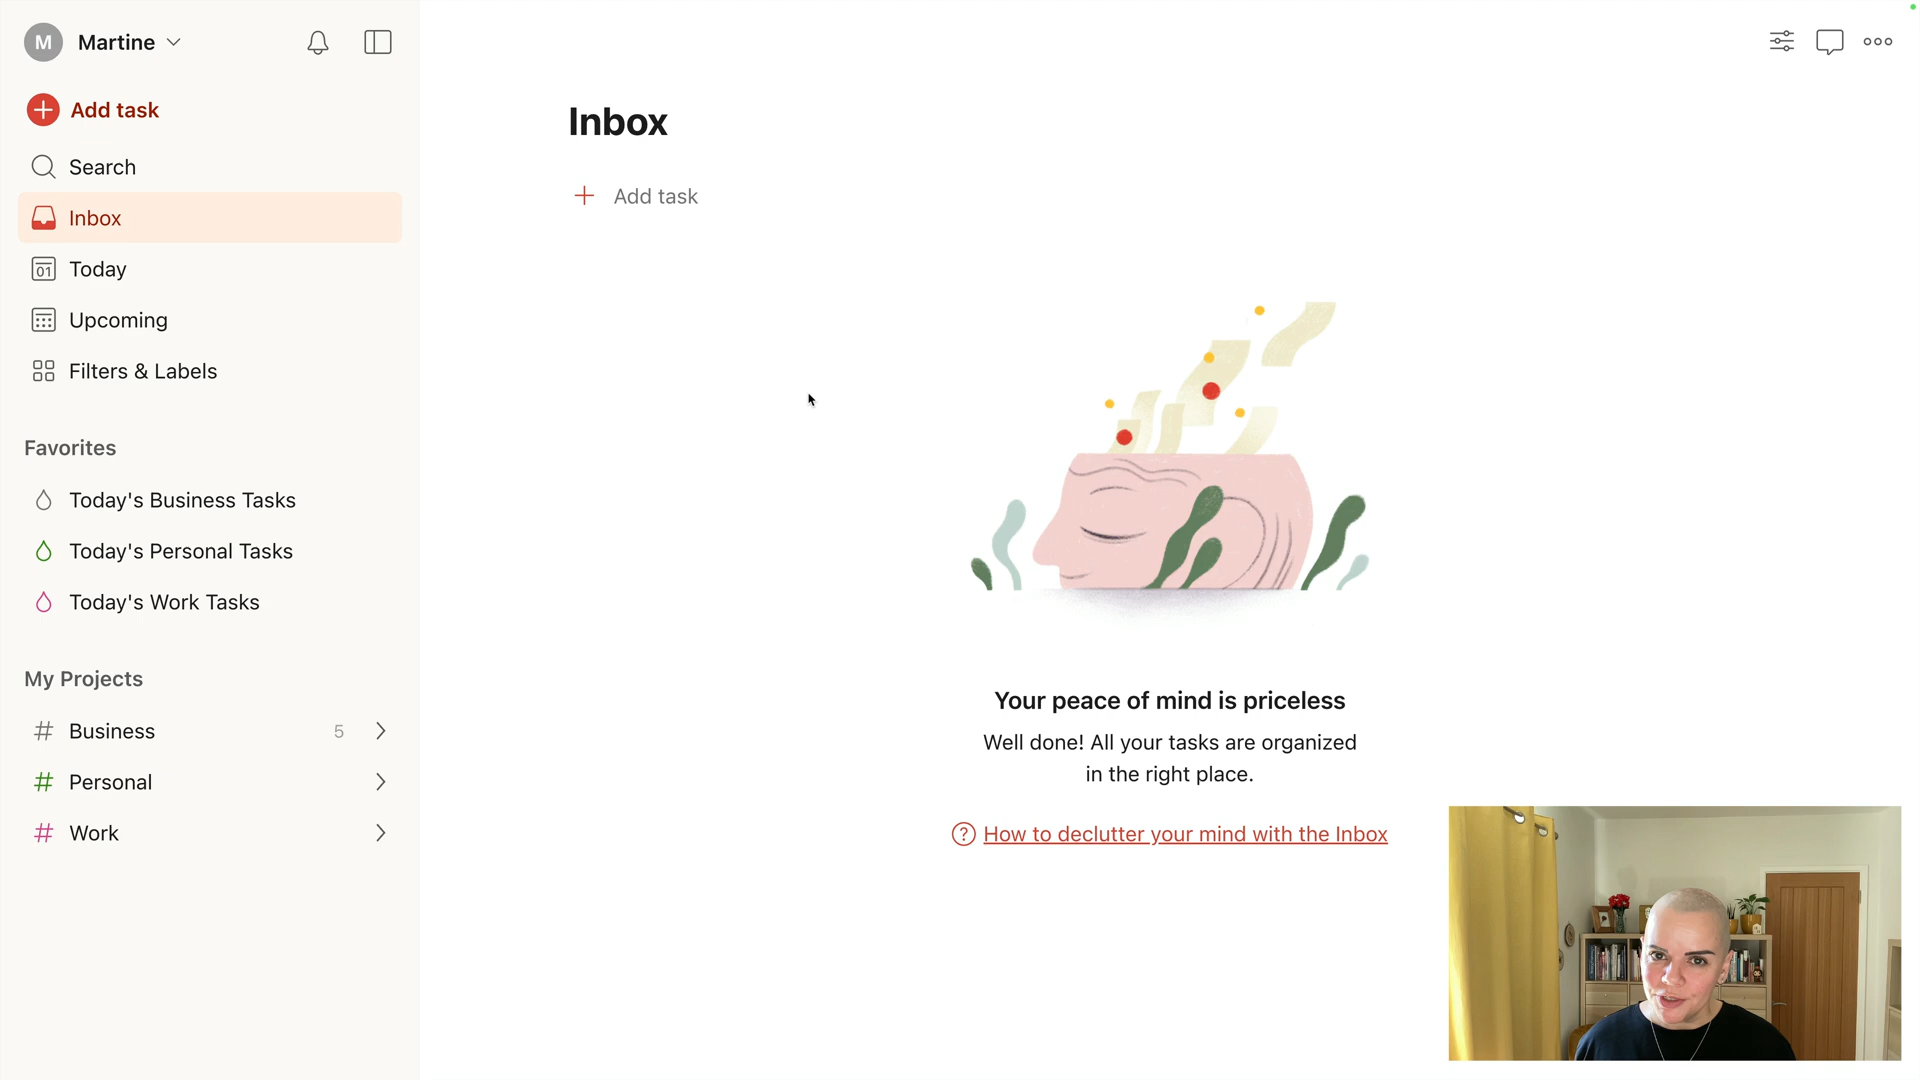 M Martine
Add task
Search
Inbox
01 Today
Upcoming
Filters & Labels
Favorites
Today's Business Tasks
Today's Personal Tasks
Today's Work Tasks
My Projects
# Business 5
# Personal
# Work
Inbox
+ Add task
Your peace of mind is priceless
Well done! All your tasks are organized
in the right place.
? How to declutter your mind with the Inbox